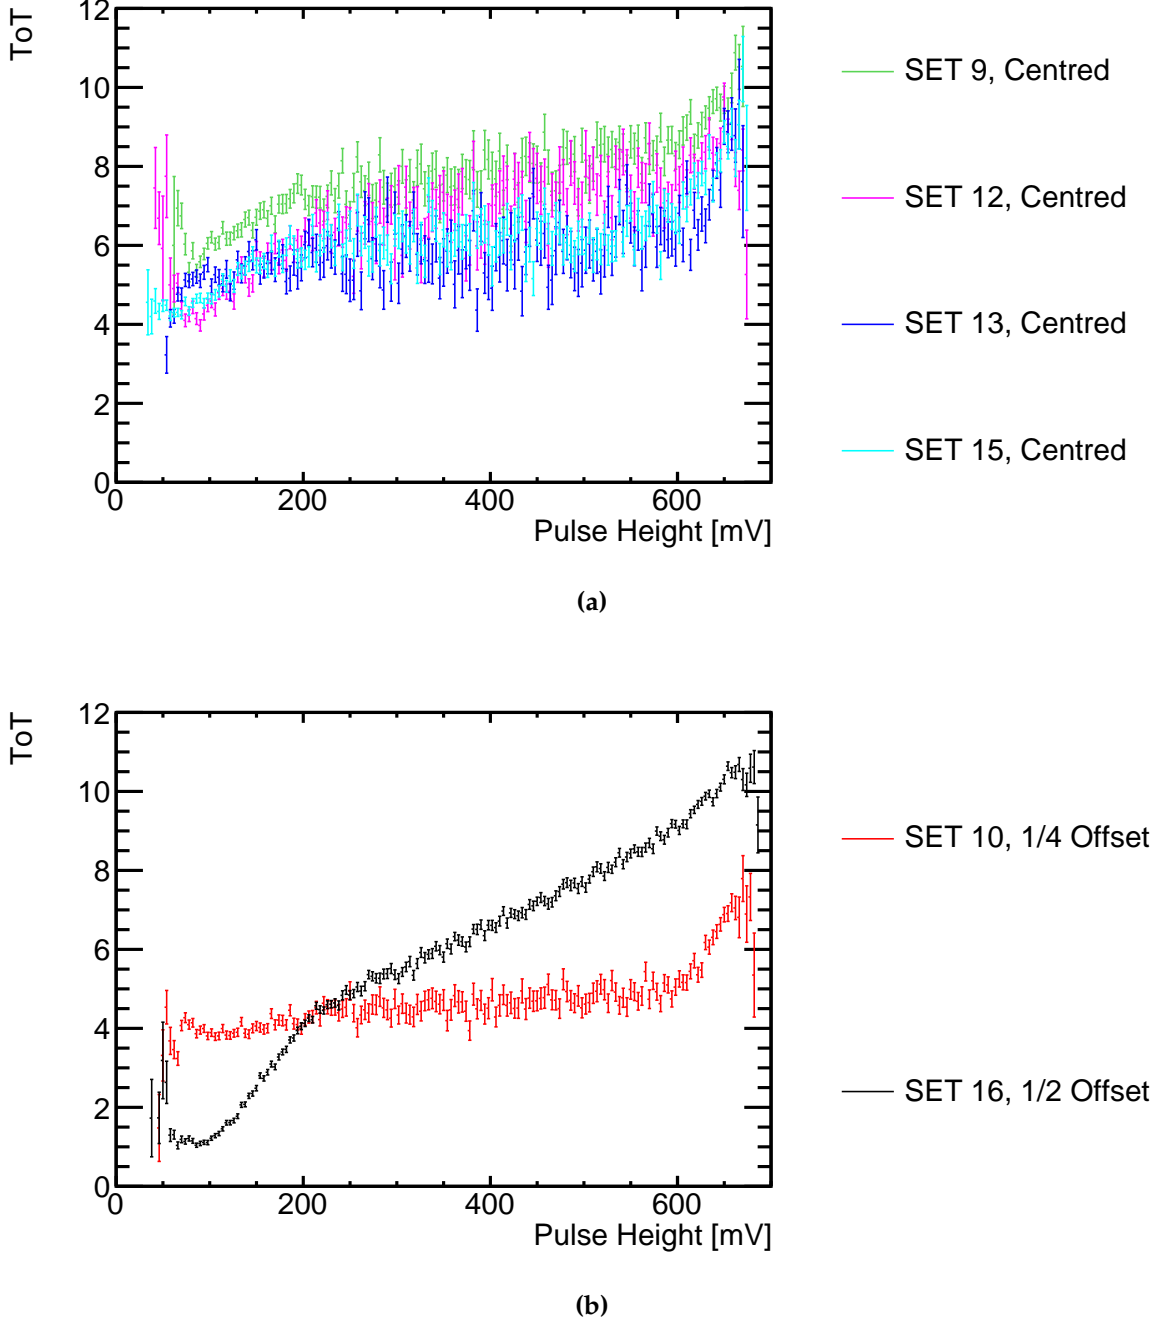 ToT
12
10
8
6
4
2
0
0 200 400 600
Pulse Height [mV]
SET 9, Centred
SET 12, Centred
SET 13, Centred
SET 15, Centred
(a)
ToT
12
10
8
6
4
2
0
0 200 400 600
Pulse Height [mV]
SET 10, 1/4 Offset
SET 16, 1/2 Offset
(b)